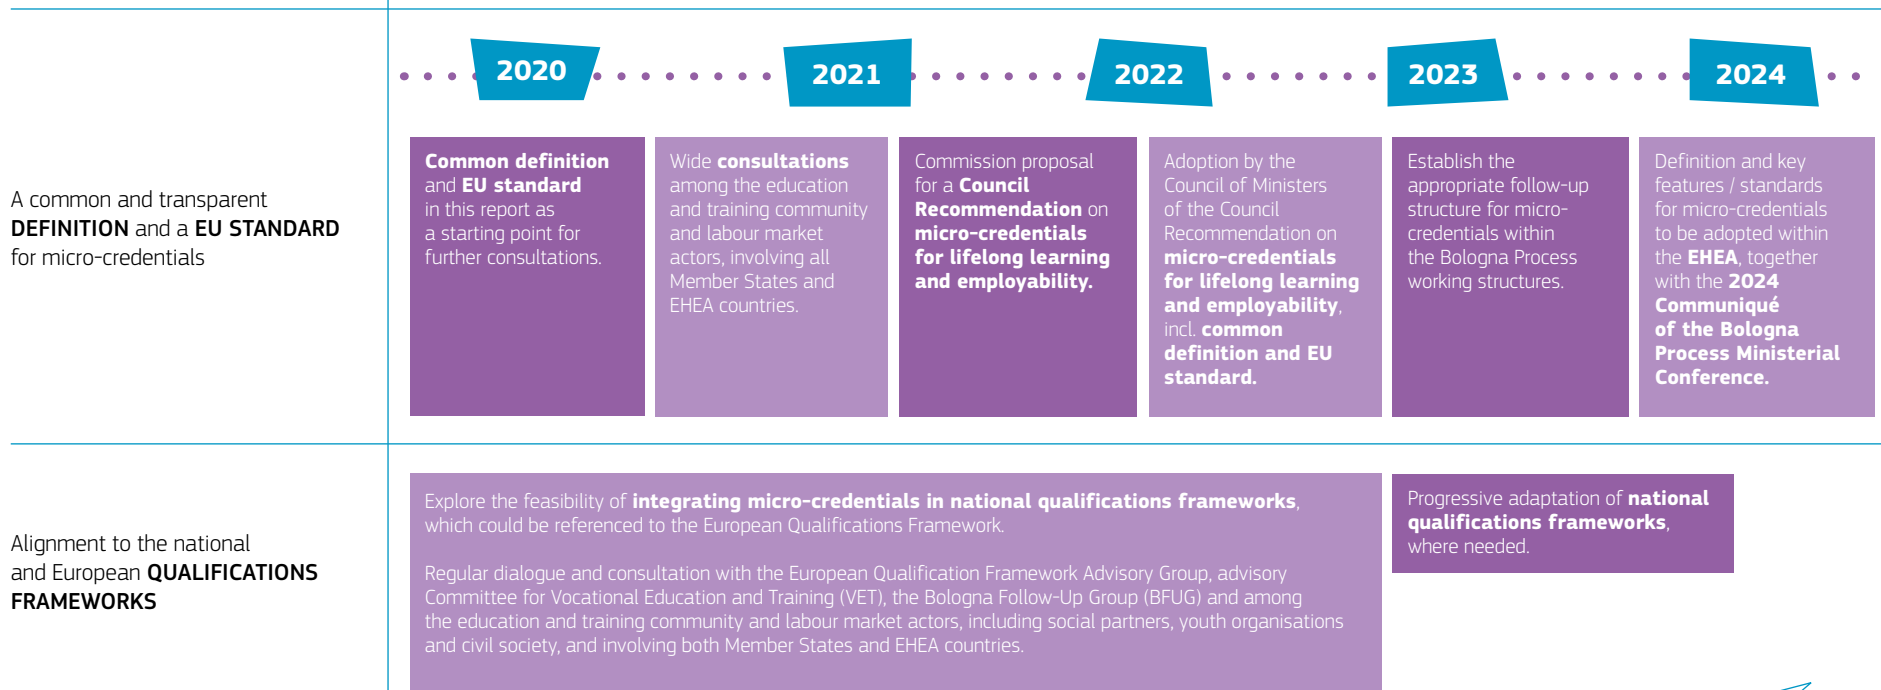 2020
2021
2022
2023
2024
A common and transparent
DEFINITION and a EU STANDARD
for micro-credentials
Common definition
and EU standard
in this report as
a starting point for
further consultations.
Wide consultations
among the education
and training community
and labour market
actors, involving all
Member States and
EHEA countries.
Commission proposal
for a Council
Recommendation on
micro-credentials
for lifelong learning
and employability.
Adoption by the
Council of Ministers
of the Council
Recommendation on
micro-credentials
for lifelong learning
and employability,
incl. common
definition and EU
standard.
Establish the
appropriate follow-up
structure for micro-
credentials within
the Bologna Process
working structures.
Definition and key
features / standards
for micro-credentials
to be adopted within
the EHEA, together
with the 2024
Communiqué
of the Bologna
Process Ministerial
Conference.
Alignment to the national
and European QUALIFICATIONS
FRAMEWORKS
Explore the feasibility of integrating micro-credentials in national qualifications frameworks,
which could be referenced to the European Qualifications Framework.
Regular dialogue and consultation with the European Qualification Framework Advisory Group, advisory
Committee for Vocational Education and Training (VET), the Bologna Follow-Up Group (BFUG) and among
the education and training community and labour market actors, including social partners, youth organisations
and civil society, and involving both Member States and EHEA countries.
Progressive adaptation of national
qualifications frameworks,
where needed.